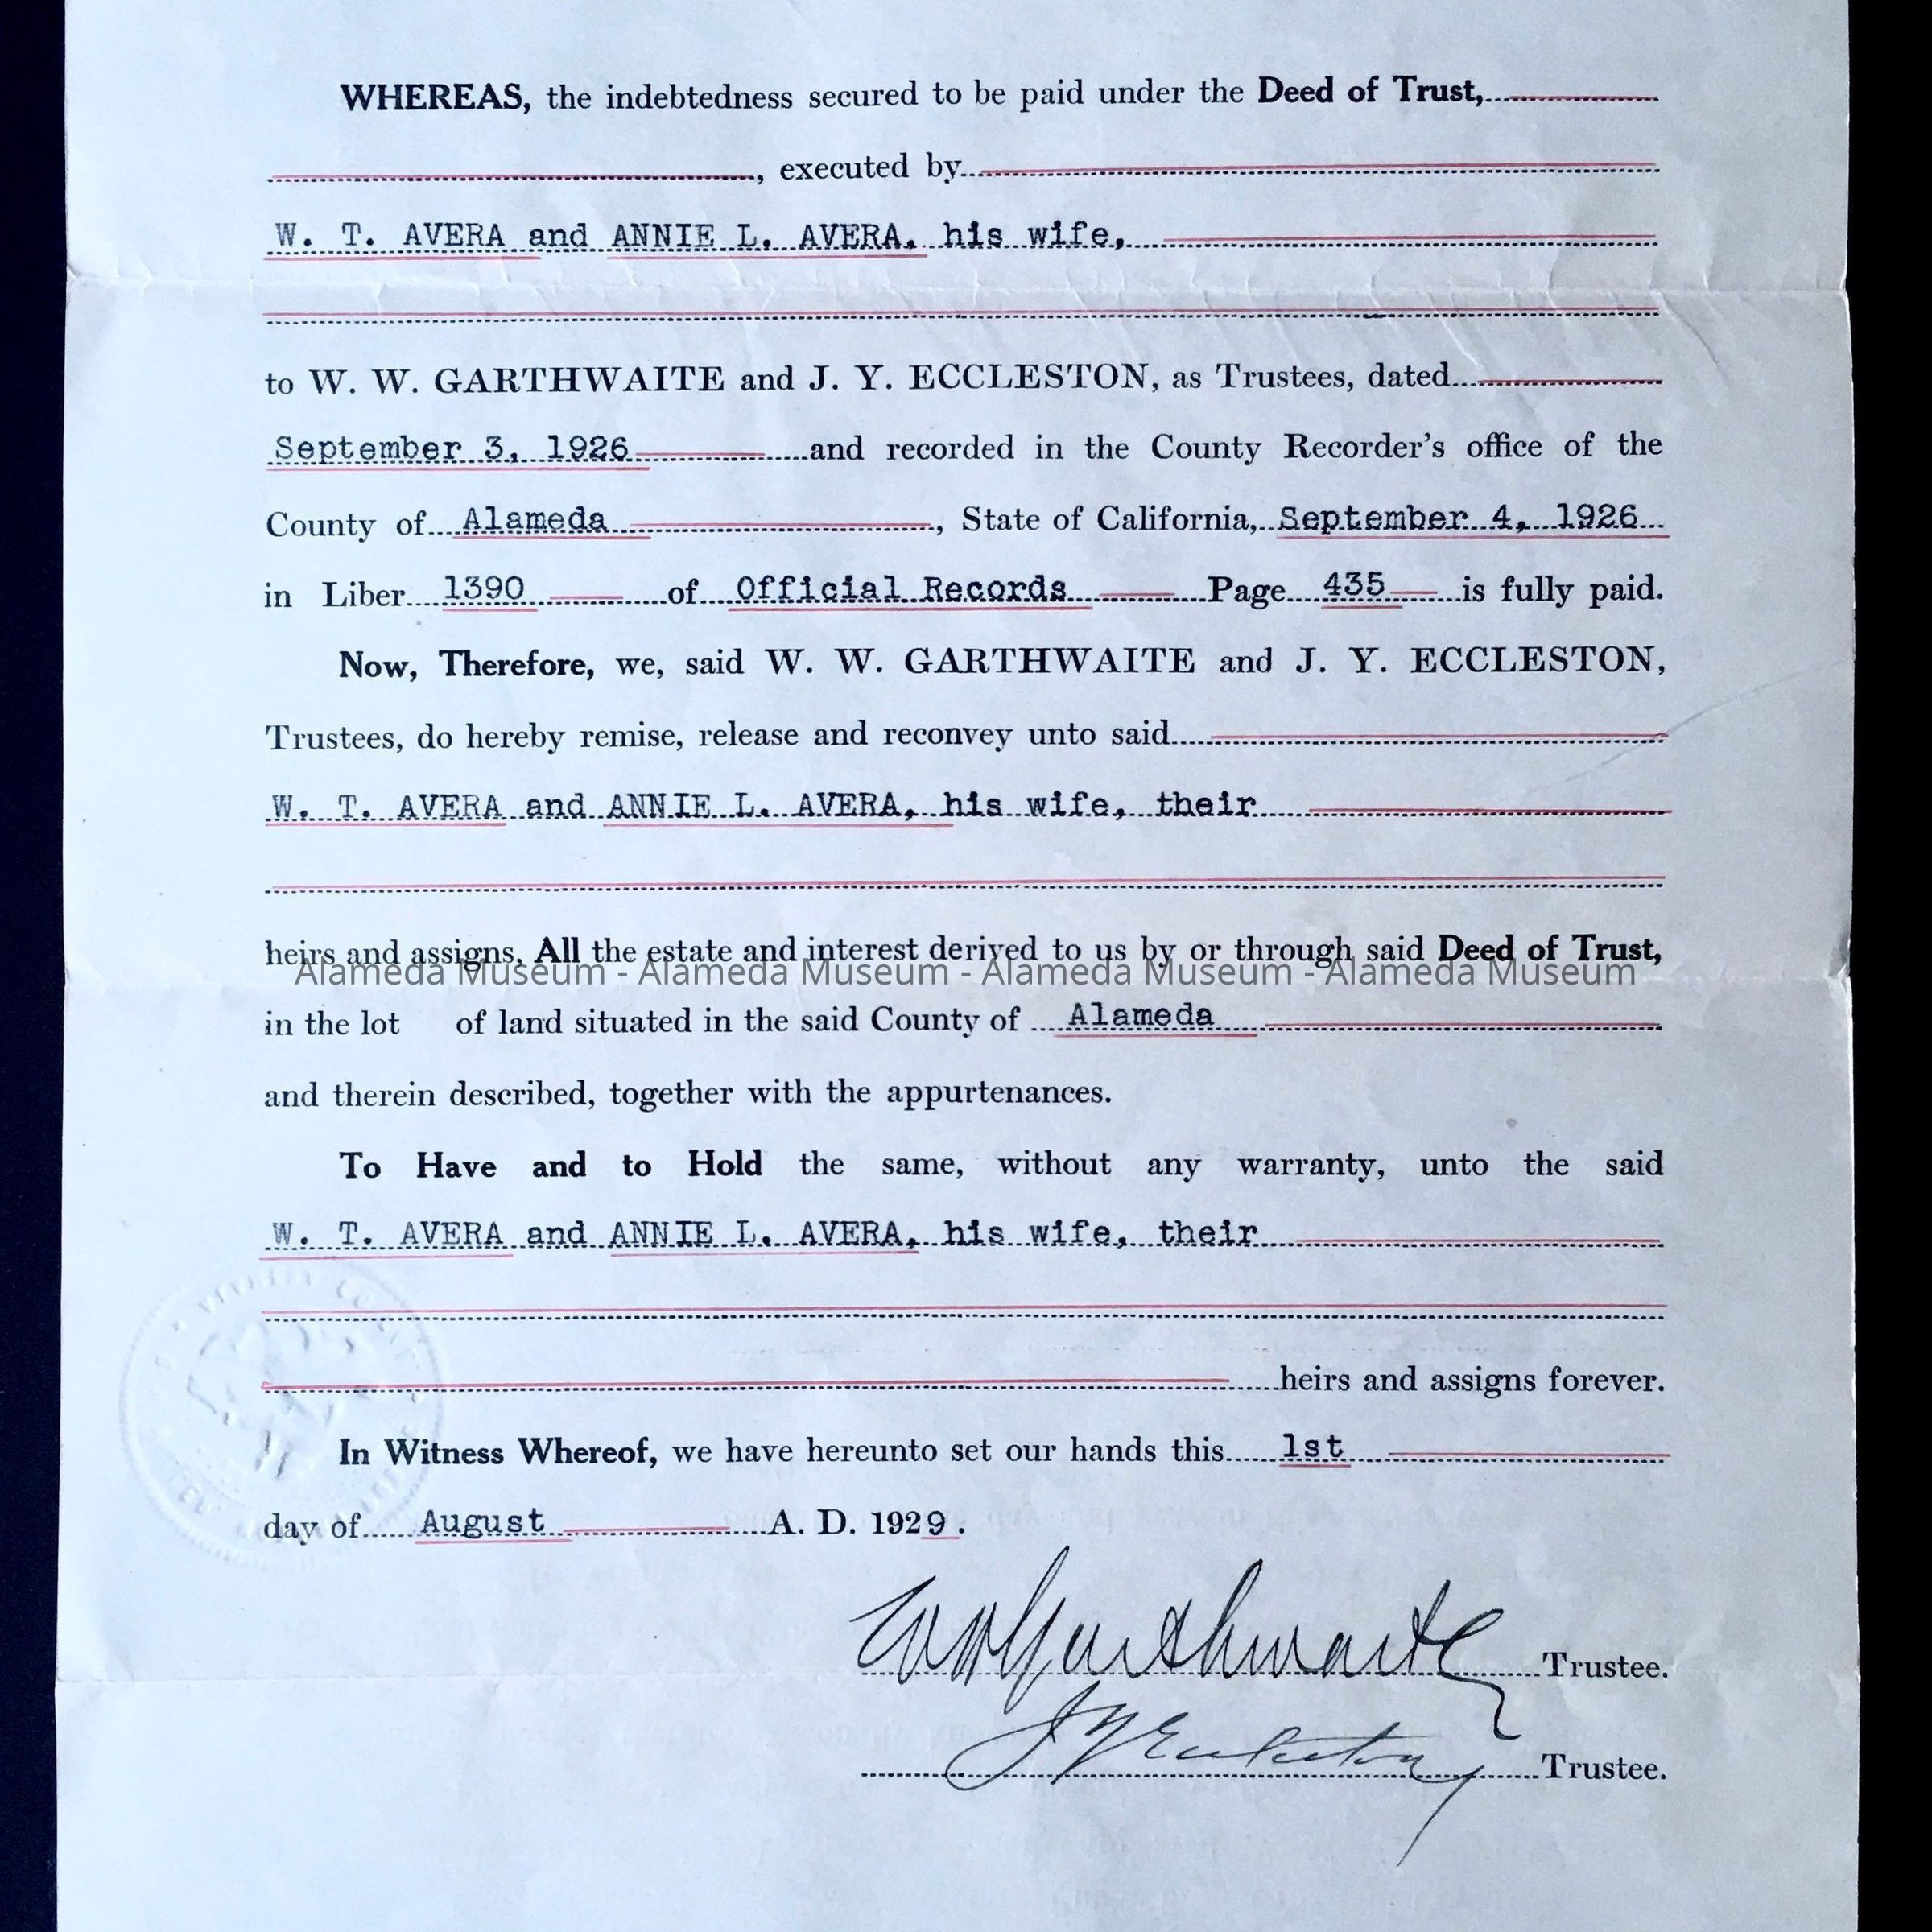 WHEREAS, the indebtedness secured to be paid under the Deed of Trust,
, executed by
W. T. AVERA and ANNIE L. AVERA, his wife,
to W. W. GARTHWAITE and J. Y. ECCLESTON, as Trustees, dated
September 3, 1926 and recorded in the County Recorder's office of the
County of Alameda, State of California, September 4, 1926
in Liber 1390 of Official Records Page 435 is fully paid.
Now, Therefore, we, said W. W. GARTHWAITE and J. Y. ECCLESTON,
Trustees, do hereby remise, release and reconvey unto said
W. T. AVERA and ANNIE L. AVERA, his wife, their
heirs and assigns, All the estate and interest derived to us by or through said Deed of Trust,
Alameda Museum - Alameda Museum - Alameda Museum - Alameda Museum
in the lot of land situated in the said County of Alameda
and therein described, together with the appurtenances.
To Have and to Hold the same, without any warranty, unto the said
W. T. AVERA and ANNIE L. AVERA, his wife, their
heirs and assigns forever.
In Witness Whereof, we have hereunto set our hands this 1st
day of August A. D. 1929.
WW Garthwaite Trustee.
J Y Eccleston Trustee.